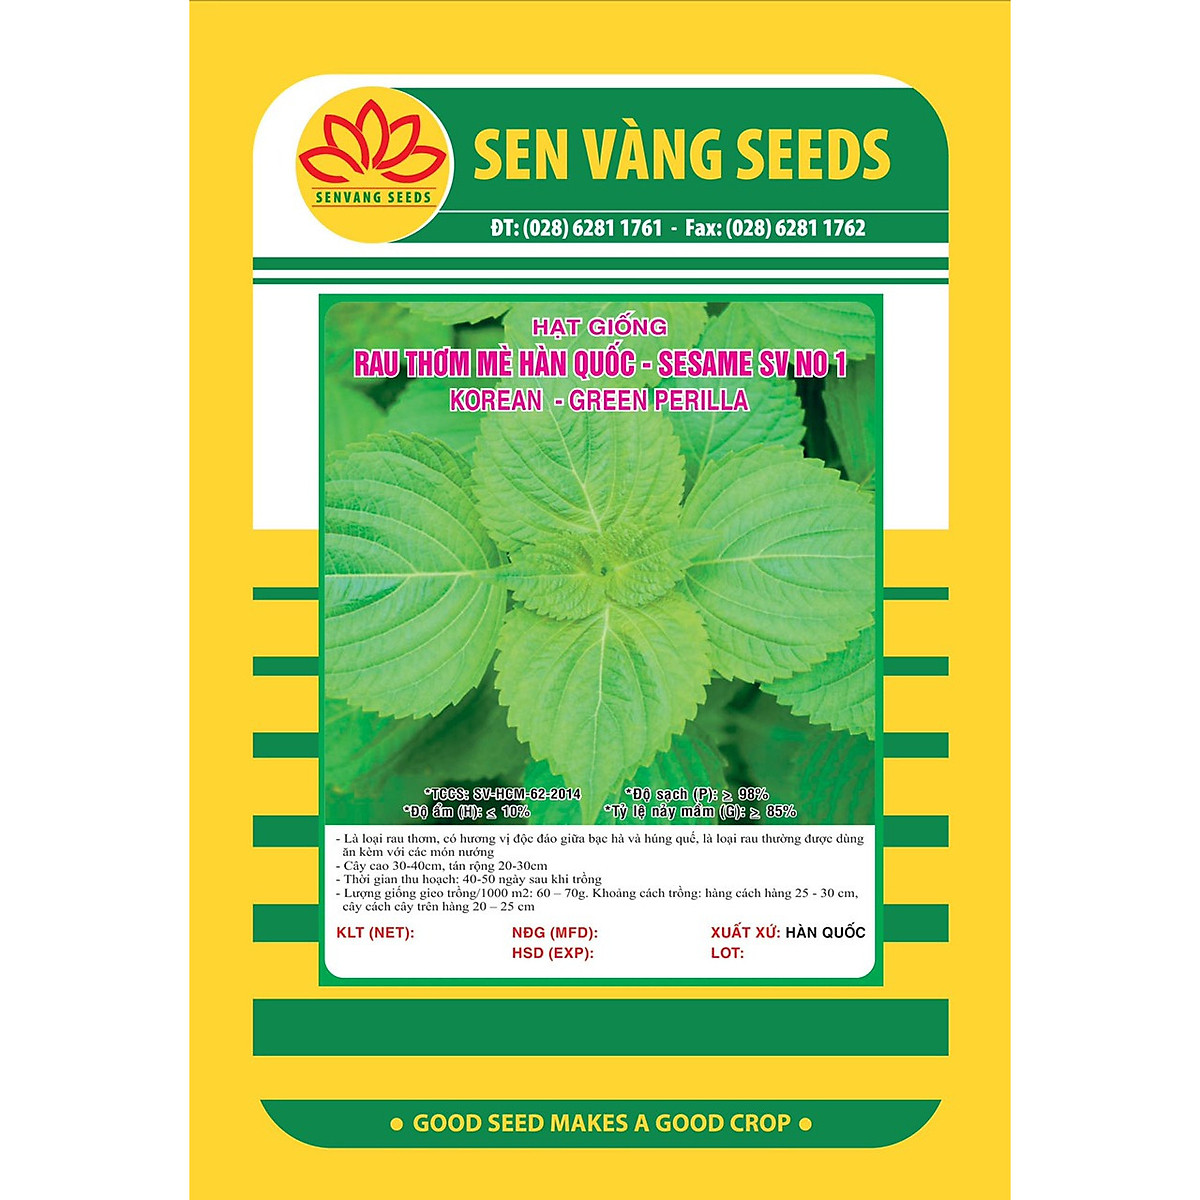 SENVANG SEEDS
SEN VÀNG SEEDS
ĐT: (028) 6281 1761 - Fax: (028) 6281 1762
HẠT GIỐNG
RAU THƠM MÈ HÀN QUỐC - SESAME SV NO 1
KOREAN - GREEN PERILLA
*TCCS: SV-HCM-62-2014 *Độ sạch (P): ≥ 98%
*Độ ẩm (H): ≤ 10% *Tỷ lệ nảy mầm (G): ≥ 85%
- Là loại rau thơm, có hương vị độc đáo giữa bạc hà và húng quế, là loại rau thường được dùng
ăn kèm với các món nướng
- Cây cao 30-40cm, tán rộng 20-30cm
- Thời gian thu hoạch: 40-50 ngày sau khi trồng
- Lượng giống gieo trồng/1000 m2: 60 – 70g. Khoảng cách trồng: hàng cách hàng 25 - 30 cm,
cây cách cây trên hàng 20 – 25 cm
KLT (NET): NĐG (MFD): XUẤT XỨ: HÀN QUỐC
HSD (EXP): LOT:
• GOOD SEED MAKES A GOOD CROP •